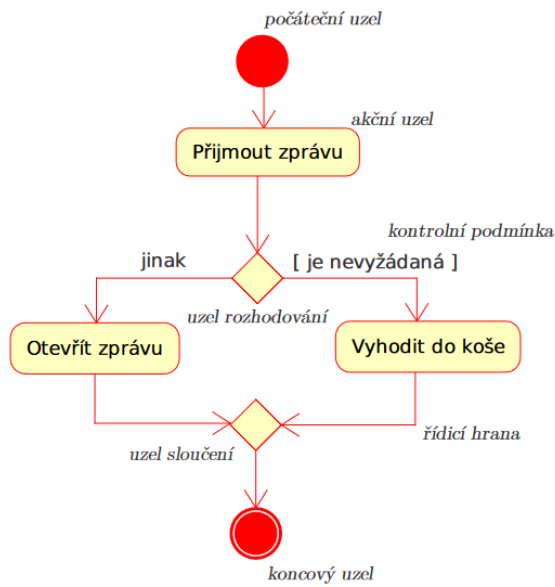 počáteční uzel
akční uzel
Přijmout zprávu
kontrolní podmínka
jinak
[ je nevyžádaná ]
uzel rozhodování
Otevřít zprávu
Vyhodit do koše
řídicí hrana
uzel sloučení
koncový uzel